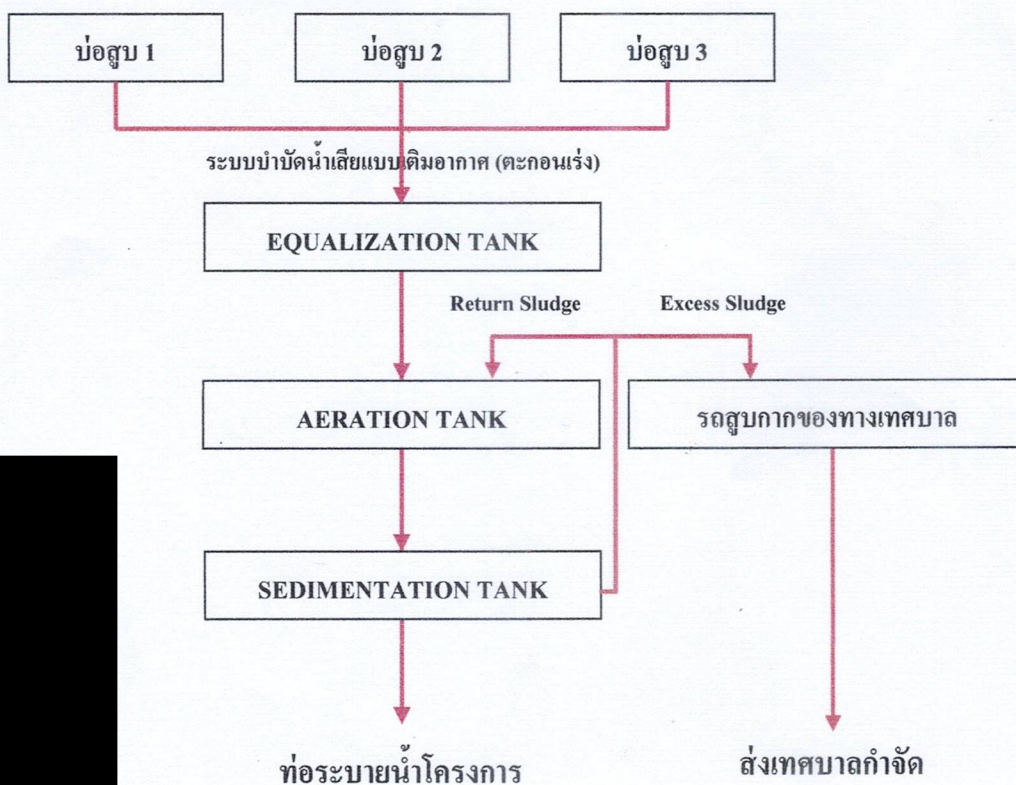 บ่อสูบ 1
บ่อสูบ 2
บ่อสูบ 3
ระบบบำบัดน้ำเสียแบบเติมอากาศ (ตะกอนเร่ง)
EQUALIZATION TANK
Return Sludge
Excess Sludge
AERATION TANK
รถสูบกากของทางเทศบาล
SEDIMENTATION TANK
ท่อระบายน้ำโครงการ
ส่งเทศบาลกำจัด